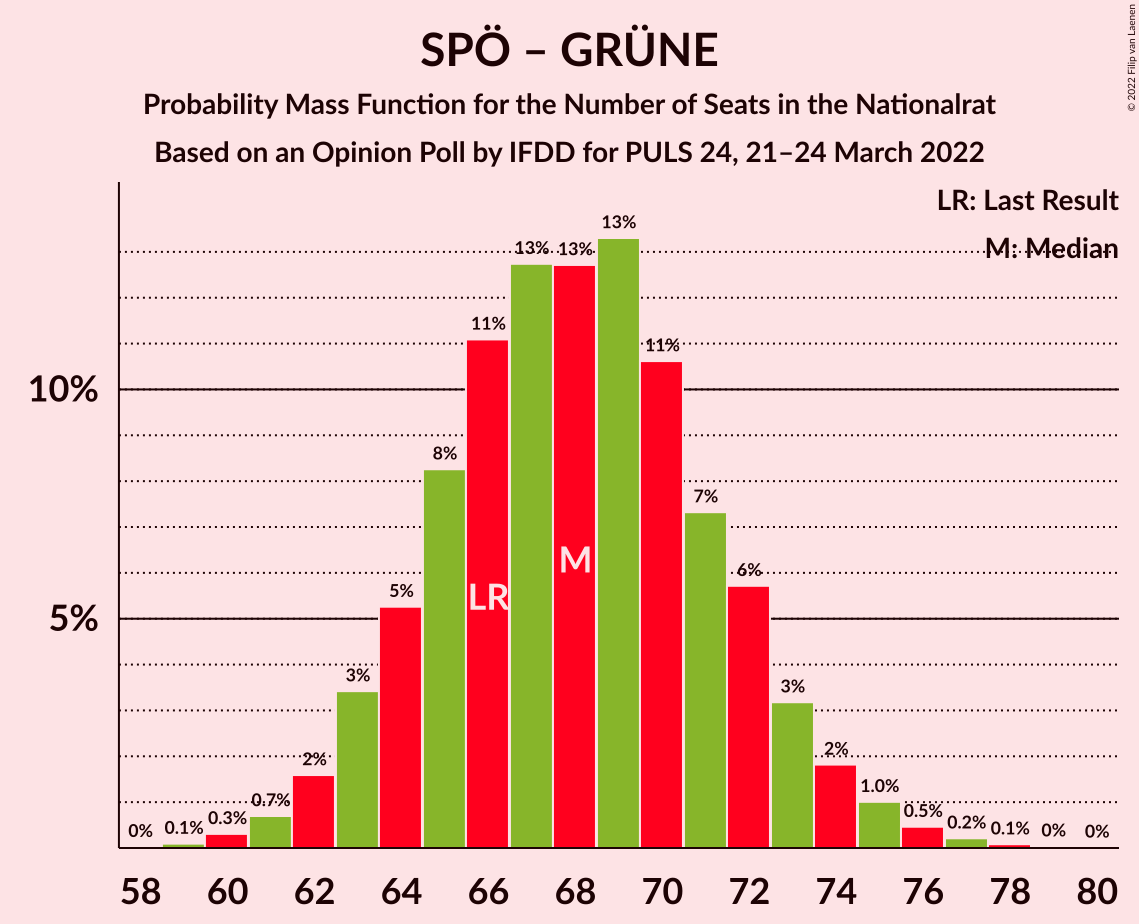 SPÖ – GRÜNE
Probability Mass Function for the Number of Seats in the Nationalrat
Based on an Opinion Poll by IFDD for PULS 24, 21–24 March 2022
© 2022 Filip van Laenen
LR: Last Result
M: Median
10%
5%
0% 0.1% 0.3% 0.7% 2% 3% 5% 8% 11% 13% 13% 13% 11% 7% 6% 3% 2% 1.0% 0.5% 0.2% 0.1% 0% 0%
LR
M
58 60 62 64 66 68 70 72 74 76 78 80